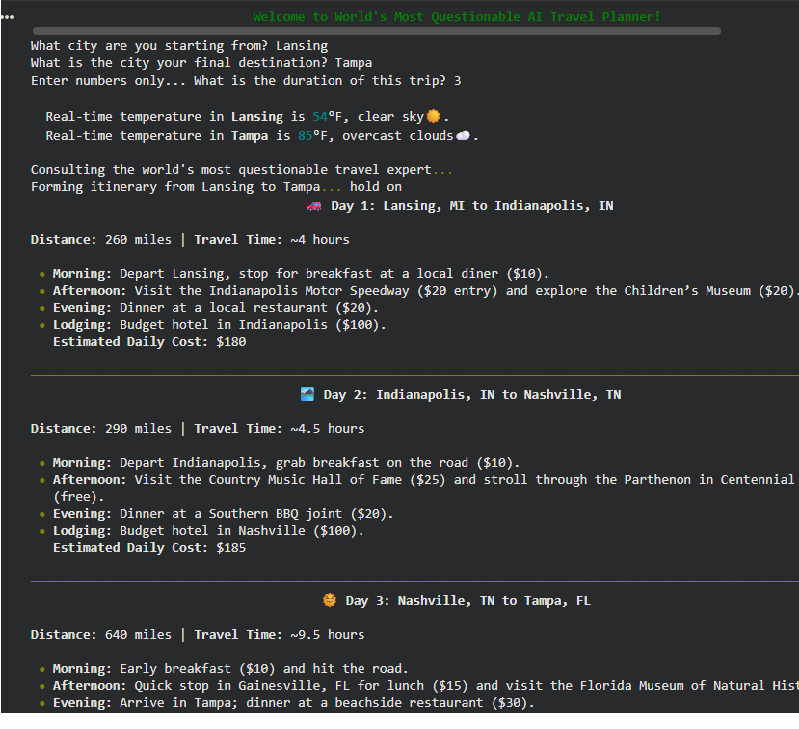 Welcome to World's Most Questionable AI Travel Planner!
What city are you starting from? Lansing
What is the city your final destination? Tampa
Enter numbers only... What is the duration of this trip? 3
Real-time temperature in Lansing is 54°F, clear sky☀️.
Real-time temperature in Tampa is 85°F, overcast clouds☁️.
Consulting the world's most questionable travel expert...
Forming itinerary from Lansing to Tampa... hold on
🚗 Day 1: Lansing, MI to Indianapolis, IN
Distance: 260 miles | Travel Time: ~4 hours
• Morning: Depart Lansing, stop for breakfast at a local diner ($10).
• Afternoon: Visit the Indianapolis Motor Speedway ($20 entry) and explore the Children’s Museum ($20).
• Evening: Dinner at a local restaurant ($20).
• Lodging: Budget hotel in Indianapolis ($100).
Estimated Daily Cost: $180
Day 2: Indianapolis, IN to Nashville, TN
Distance: 290 miles | Travel Time: ~4.5 hours
• Morning: Depart Indianapolis, grab breakfast on the road ($10).
• Afternoon: Visit the Country Music Hall of Fame ($25) and stroll through the Parthenon in Centennial
(free).
• Evening: Dinner at a Southern BBQ joint ($20).
• Lodging: Budget hotel in Nashville ($100).
Estimated Daily Cost: $185
🌞 Day 3: Nashville, TN to Tampa, FL
Distance: 640 miles | Travel Time: ~9.5 hours
• Morning: Early breakfast ($10) and hit the road.
• Afternoon: Quick stop in Gainesville, FL for lunch ($15) and visit the Florida Museum of Natural Hist
• Evening: Arrive in Tampa; dinner at a beachside restaurant ($30).